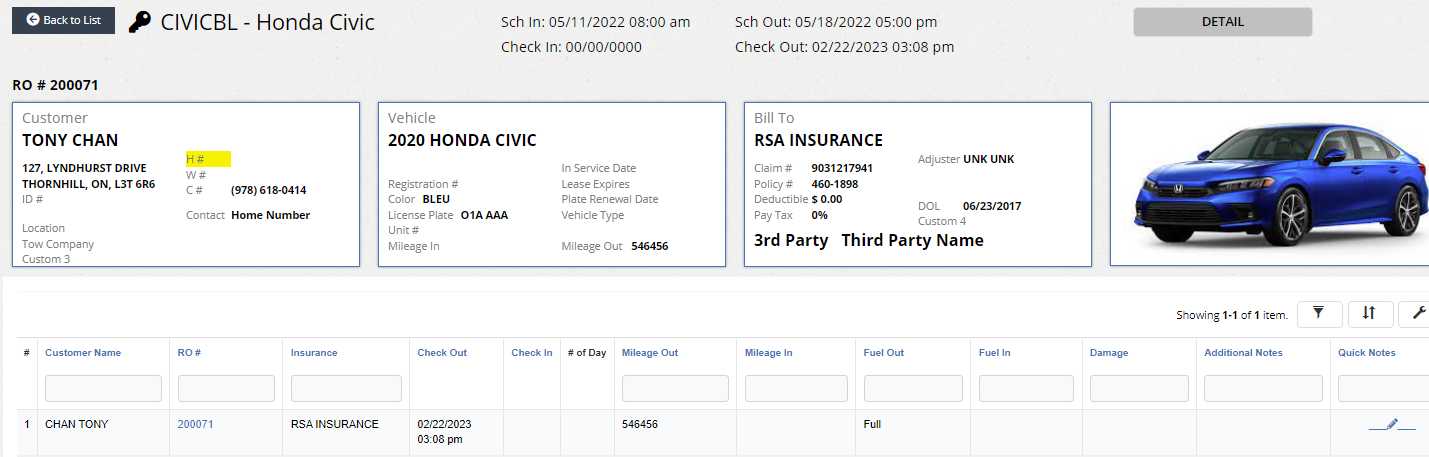 Back to List
CIVICBL - Honda Civic
Sch In: 05/11/2022 08:00 am
Sch Out: 05/18/2022 05:00 pm
DETAIL
Check In: 00/00/0000
Check Out: 02/22/2023 03:08 pm
RO # 200071
Customer
TONY CHAN
127, LYNDHURST DRIVE
THORNHILL, ON, L3T 6R6
ID #
H #
W #
C # (978) 618-0414
Contact Home Number
Location
Tow Company
Custom 3
Vehicle
2020 HONDA CIVIC
Registration #
Color BLEU
License Plate O1A AAA
Unit #
Mileage In
In Service Date
Lease Expires
Plate Renewal Date
Vehicle Type
Mileage Out 546456
Bill To
RSA INSURANCE
Claim # 9031217941
Policy # 460-1898
Deductible $ 0.00
Pay Tax 0%
Adjuster UNK UNK
DOL 06/23/2017
Custom 4
3rd Party Third Party Name
Showing 1-1 of 1 item.
# Customer Name RO # Insurance Check Out Check In # of Day Mileage Out Mileage In Fuel Out Fuel In Damage Additional Notes Quick Notes
1 CHAN TONY 200071 RSA INSURANCE 02/22/2023 546456 Full
03:08 pm